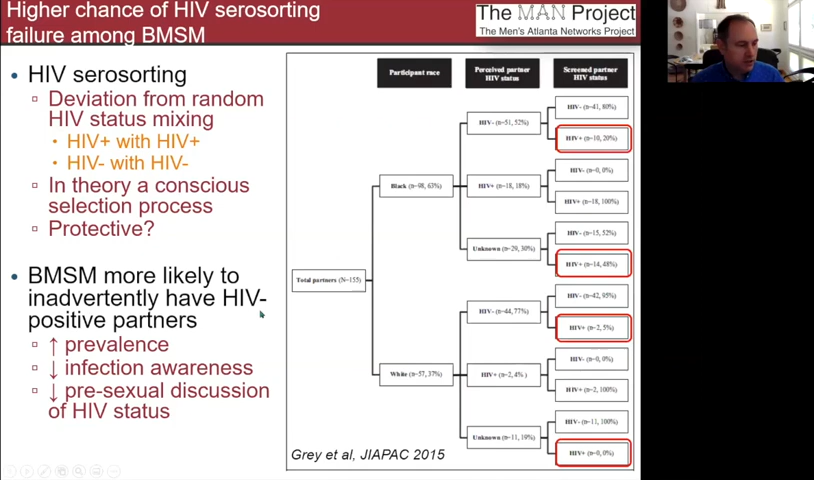 Higher chance of HIV serosorting
failure among BMSM
The MAN Project
The Men's Atlanta Networks Project
• HIV serosorting
▫ Deviation from random
HIV status mixing
• HIV+ with HIV+
• HIV- with HIV-
▫ In theory a conscious
selection process
▫ Protective?
• BMSM more likely to
inadvertently have HIV-
positive partners
▫ ↑ prevalence
▫ ↓ infection awareness
▫ ↓ pre-sexual discussion
of HIV status
Participant race
Perceived partner
HIV status
Screened partner
HIV status
Total partners (N=155)
Black (n=98, 63%)
HIV- (n=51, 52%)
HIV- (n=41, 80%)
HIV+ (n=10, 20%)
HIV+ (n=18, 18%)
HIV- (n=0, 0%)
HIV+ (n=18, 100%)
Unknown (n=29, 30%)
HIV- (n=15, 52%)
HIV+ (n=14, 48%)
White (n=57, 37%)
HIV- (n=44, 77%)
HIV- (n=42, 95%)
HIV+ (n=2, 5%)
HIV+ (n=2, 4%)
HIV- (n=0, 0%)
HIV+ (n=2, 100%)
Unknown (n=11, 19%)
HIV- (n=11, 100%)
HIV+ (n=0, 0%)
Grey et al, JIAPAC 2015